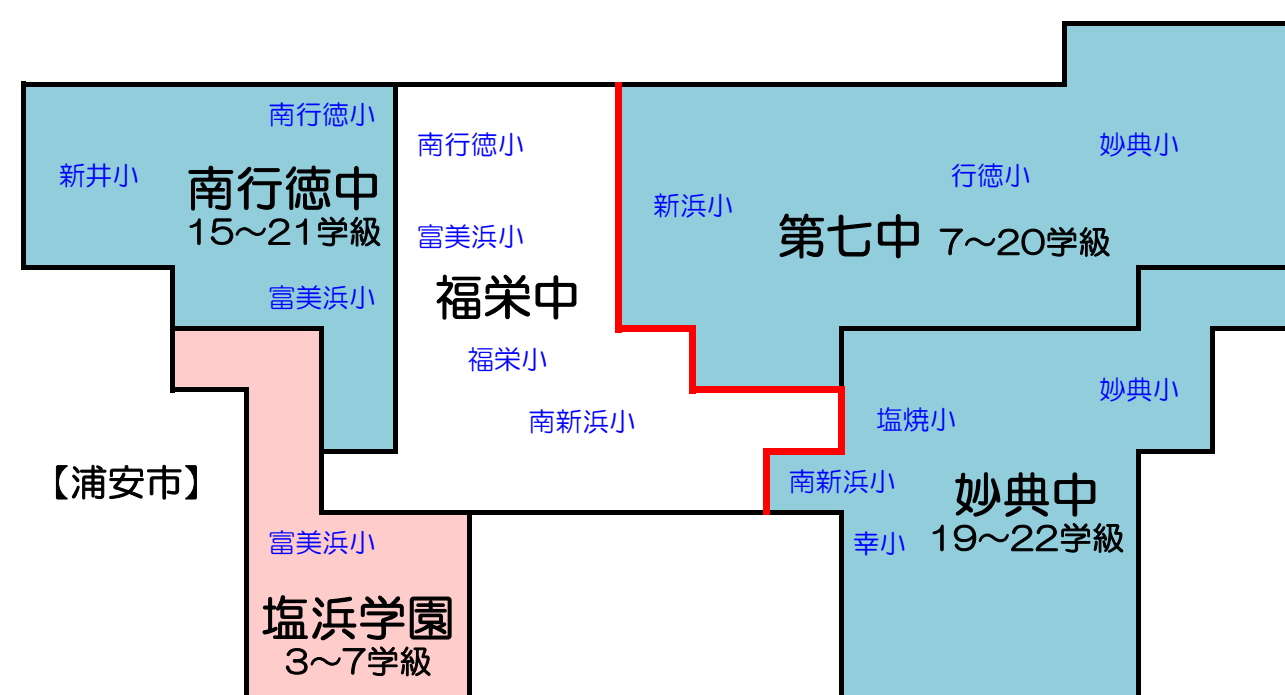 南行徳小
新井小
南行徳中
15～21学級
富美浜小
南行徳小
富美浜小
福栄中
福栄小
南新浜小
新浜小
行徳小
妙典小
第七中 7～20学級
妙典小
塩焼小
南新浜小
幸小
妙典中
19～22学級
【浦安市】
富美浜小
塩浜学園
3～7学級